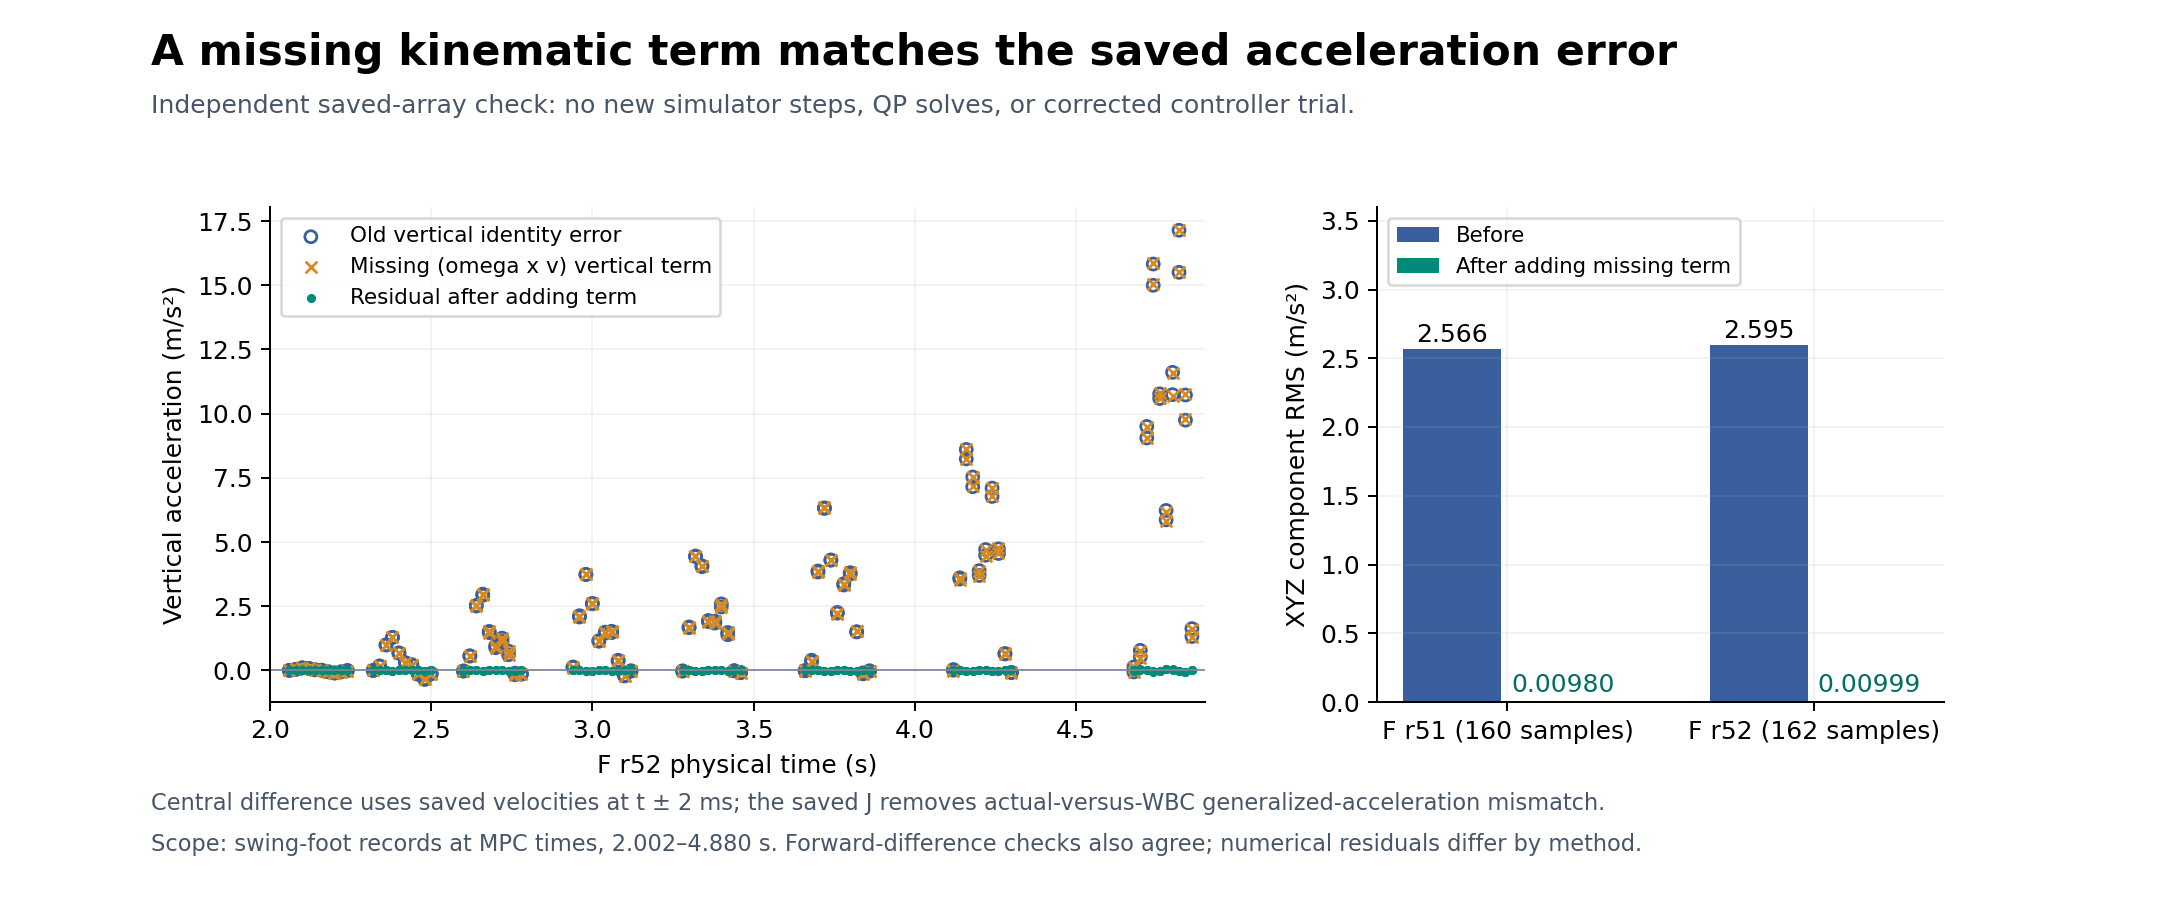 A missing kinematic term matches the saved acceleration error
Independent saved-array check: no new simulator steps, QP solves, or corrected controller trial.
Vertical acceleration (m/s²)
17.5
15.0
12.5
10.0
7.5
5.0
2.5
0.0
Old vertical identity error
Missing (omega x v) vertical term
Residual after adding term
2.0 2.5 3.0 3.5 4.0 4.5
F r52 physical time (s)
XYZ component RMS (m/s²)
3.5
3.0
2.5
2.0
1.5
1.0
0.5
0.0
Before
After adding missing term
2.566
2.595
0.00980
0.00999
F r51 (160 samples) F r52 (162 samples)
Central difference uses saved velocities at t ± 2 ms; the saved J removes actual-versus-WBC generalized-acceleration mismatch.
Scope: swing-foot records at MPC times, 2.002–4.880 s. Forward-difference checks also agree; numerical residuals differ by method.